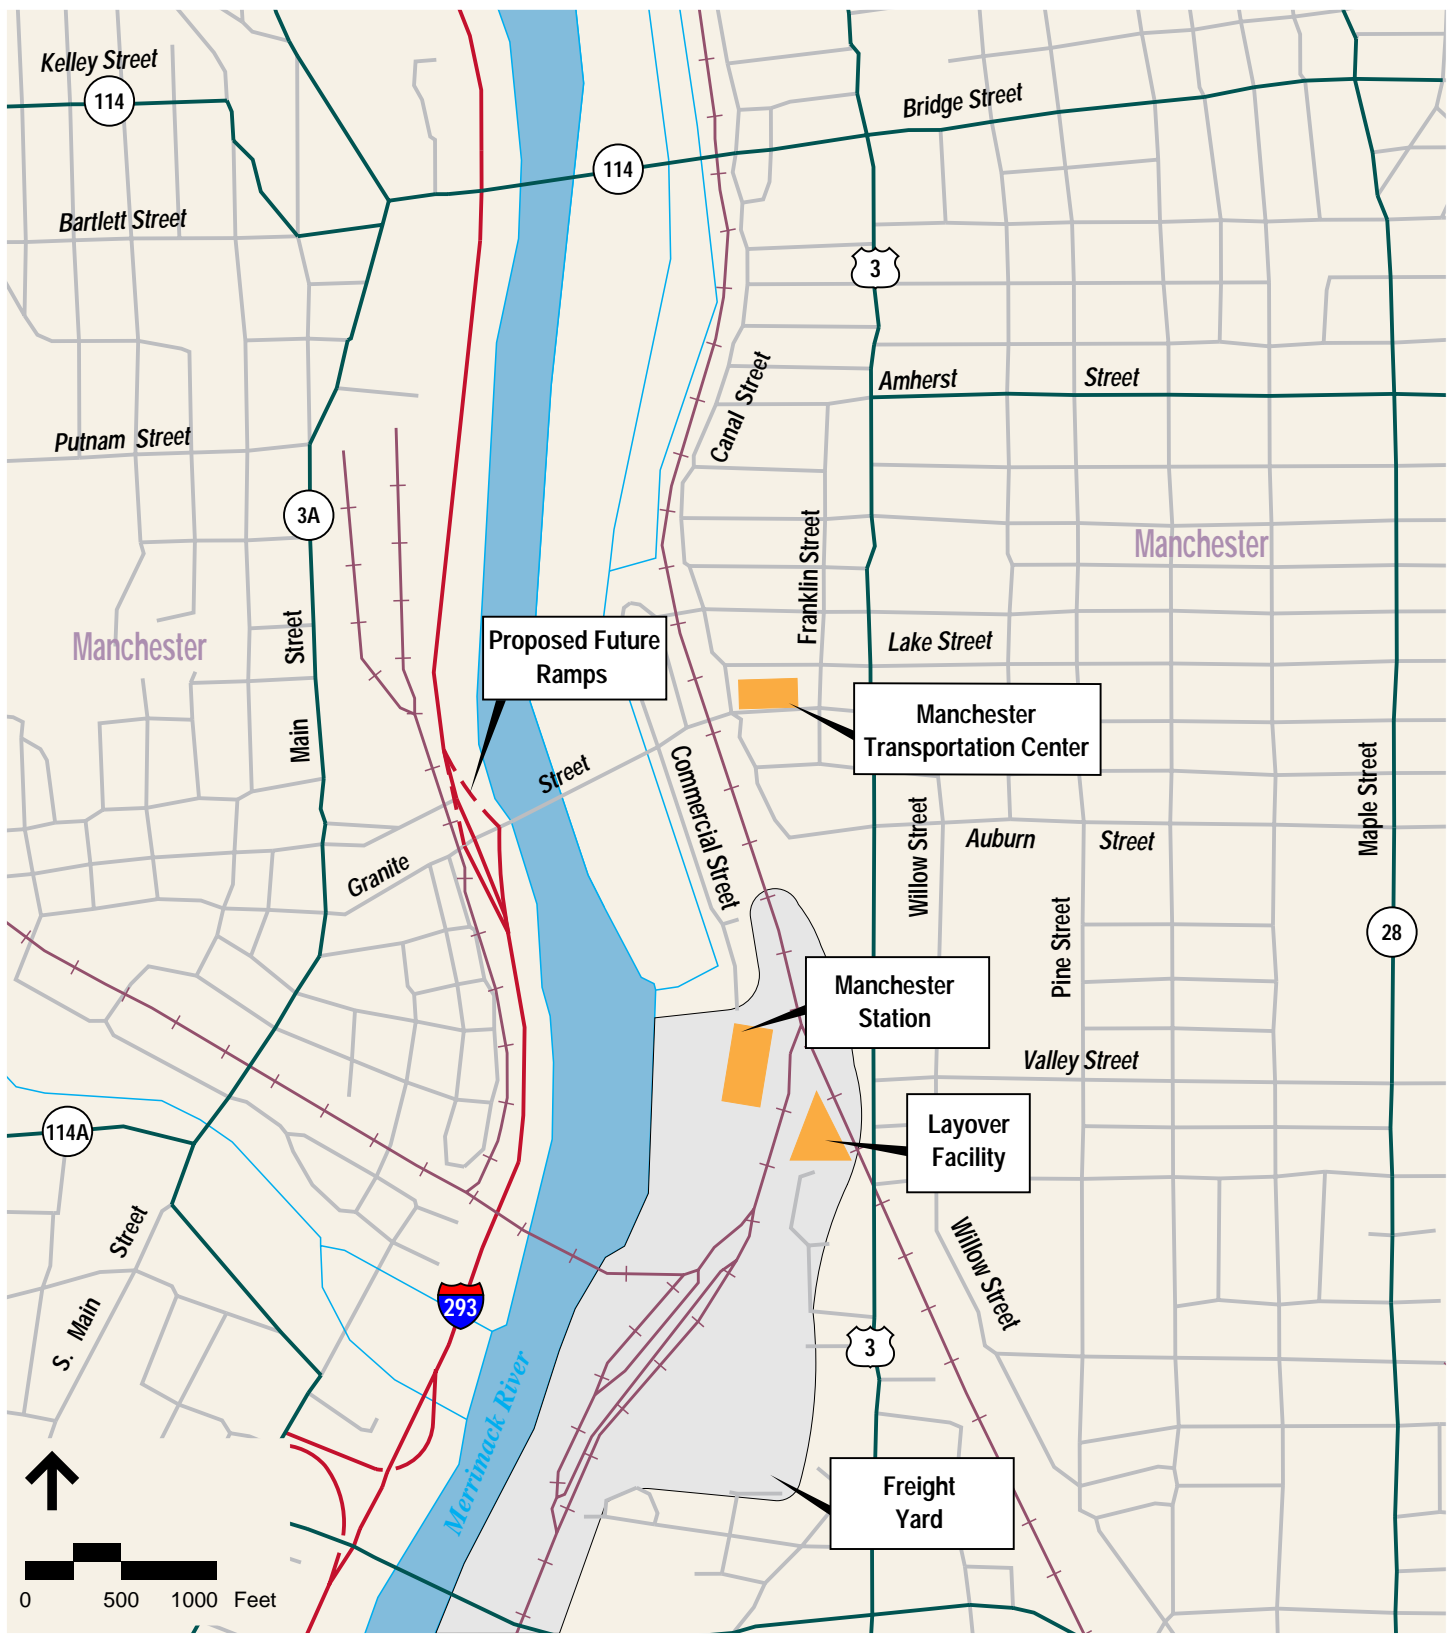 Kelley Street
114
Bridge Street
114
Bartlett Street
3
Canal Street
Amherst Street
Putnam Street
3A
Franklin Street
Manchester
Main Street
Manchester
Proposed Future
Ramps
Lake Street
Manchester
Transportation Center
Granite Street
Commercial Street
Willow Street
Auburn Street
Maple Street
Pine Street
28
Manchester
Station
Valley Street
114A
Layover
Facility
S. Main Street
Willow Street
293
3
Merrimack River
Freight
Yard
0 500 1000 Feet